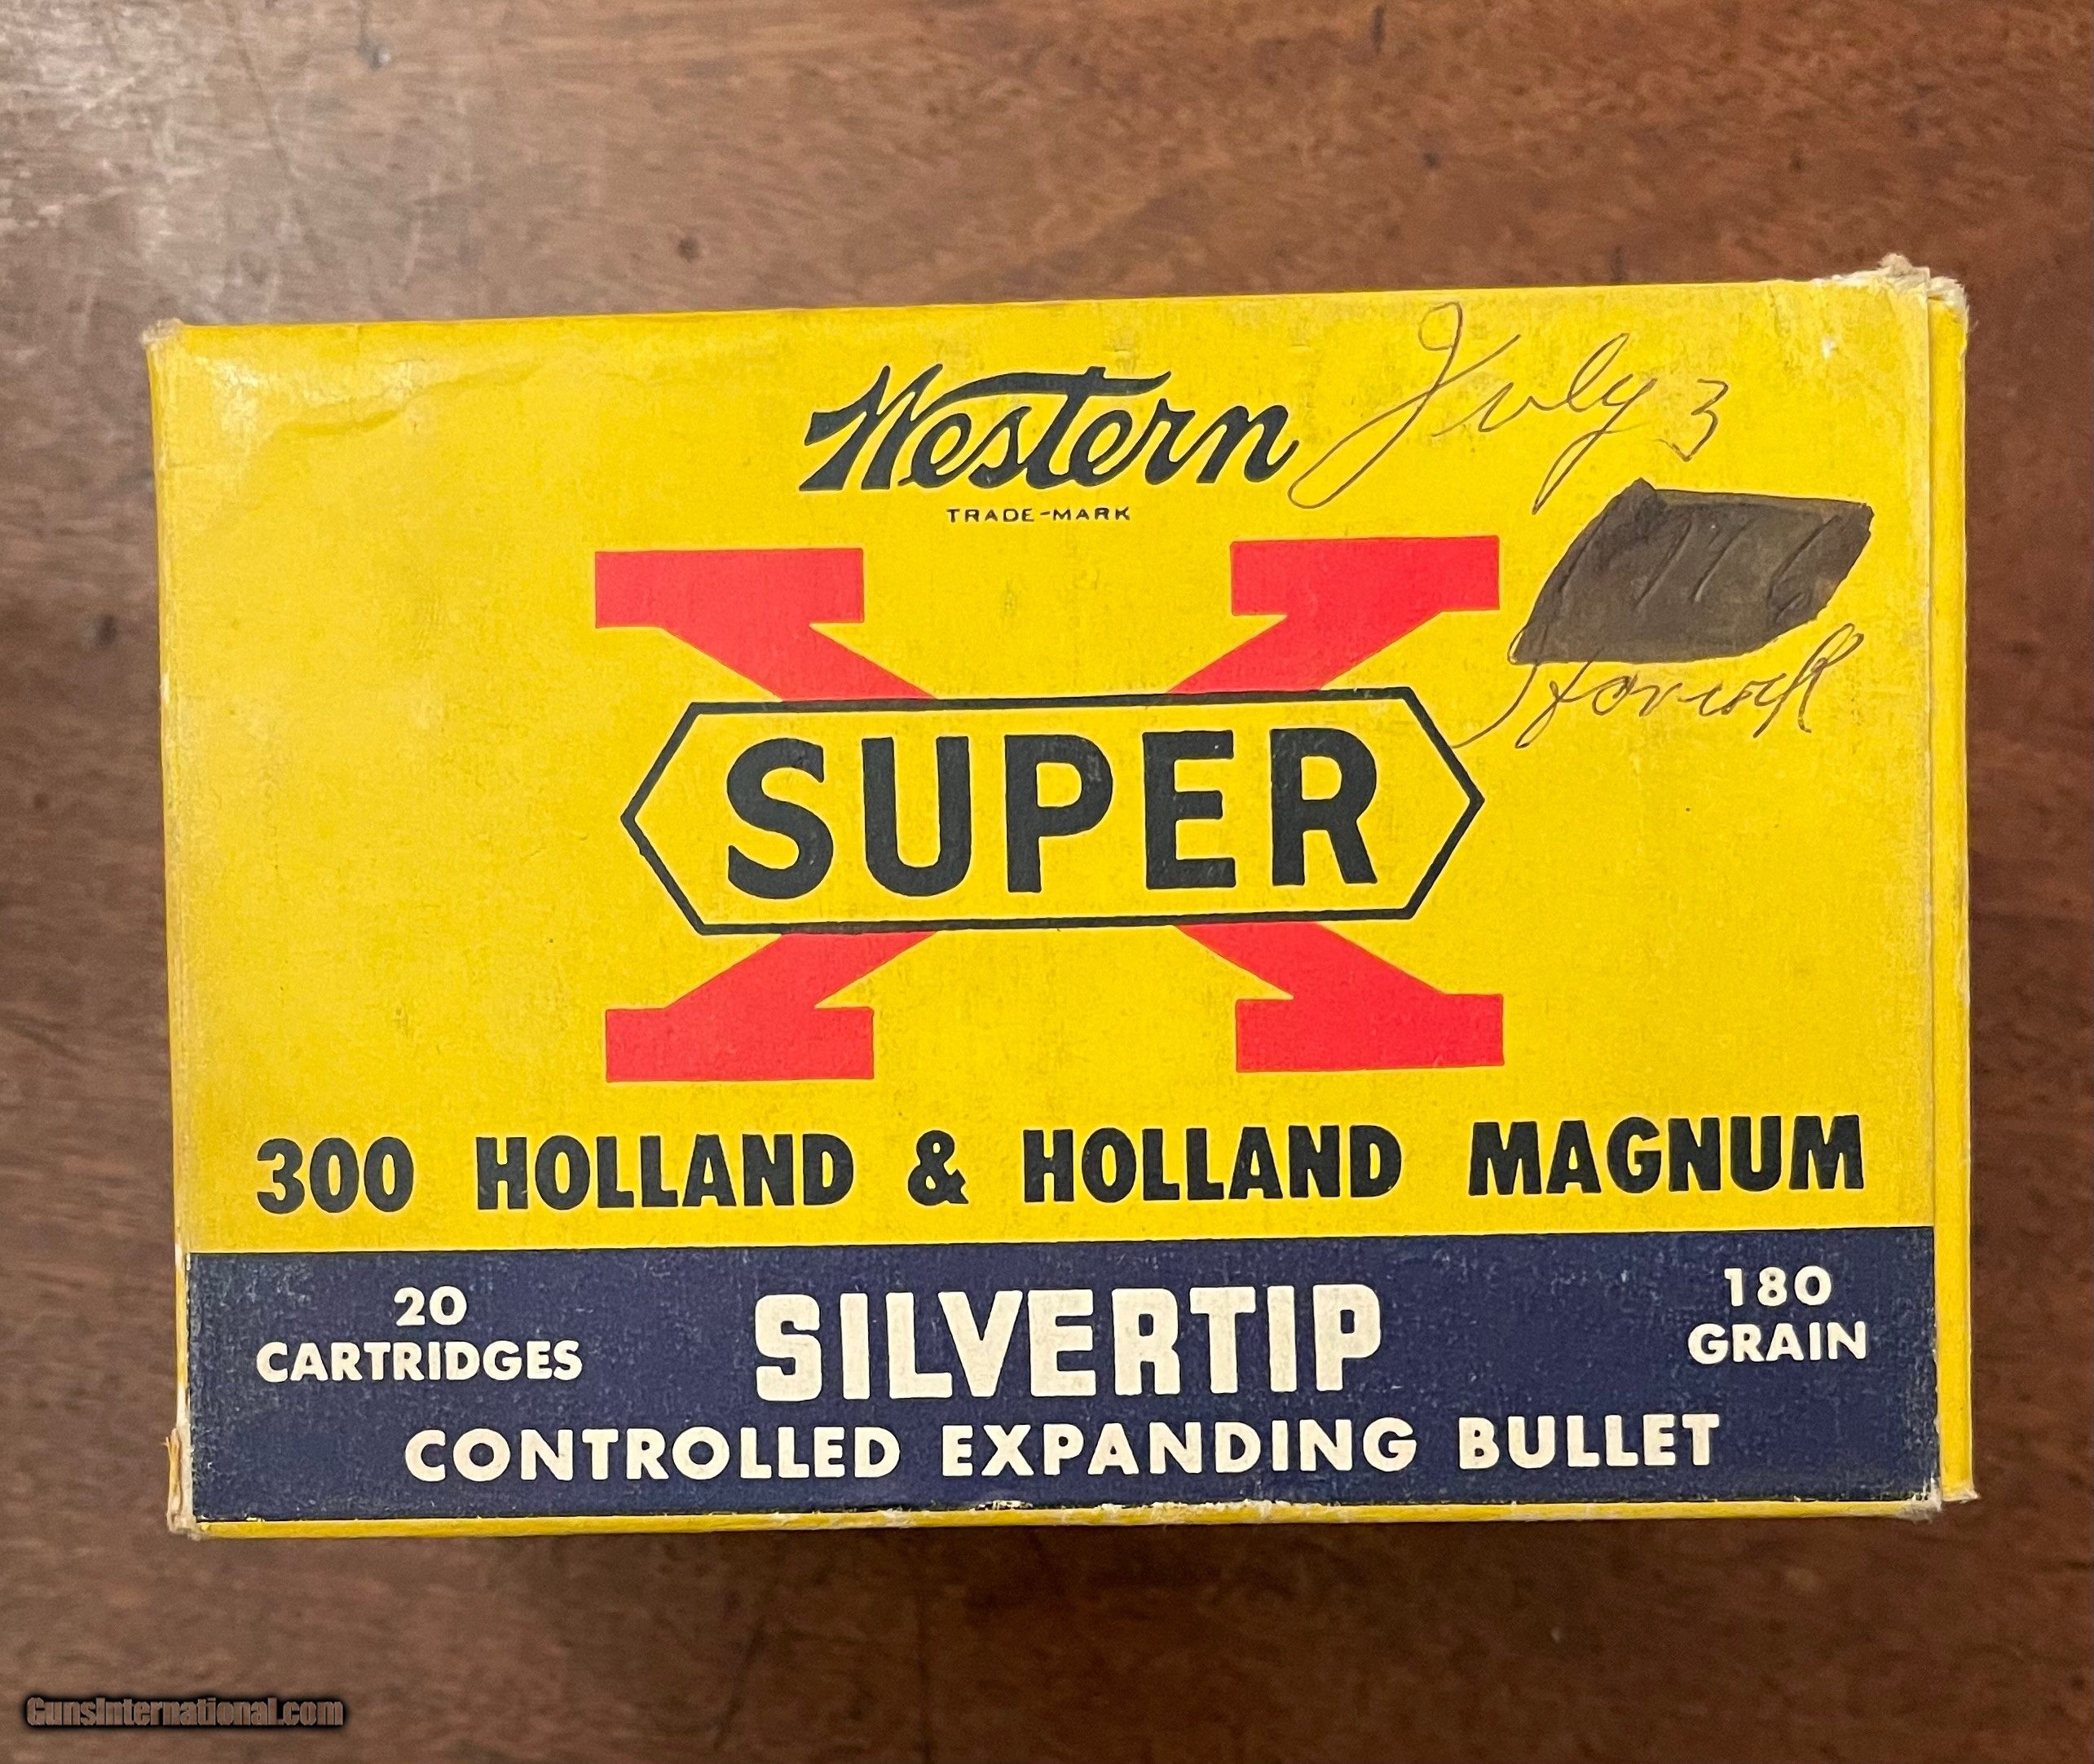 Western
July 3
TRADE-MARK
SUPER
X
300 HOLLAND & HOLLAND MAGNUM
20
CARTRIDGES
SILVERTIP
180
GRAIN
CONTROLLED EXPANDING BULLET
GunsInternational.com